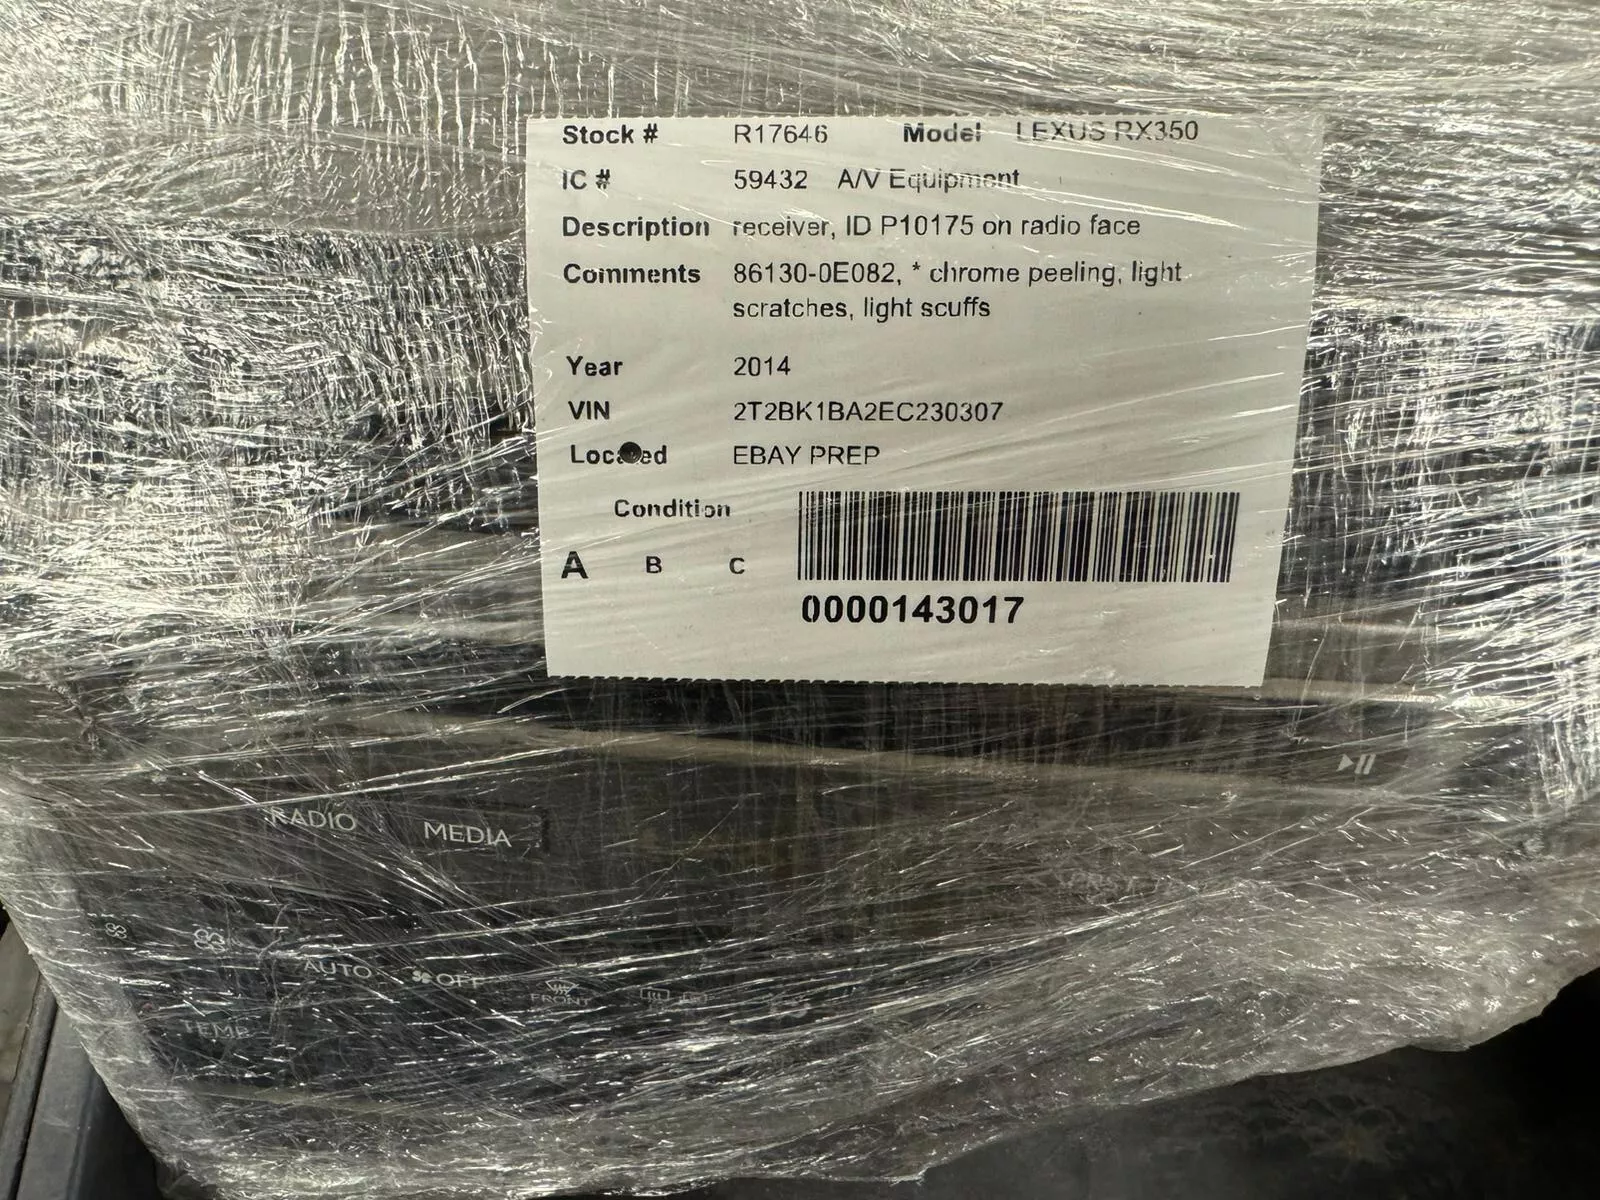 Stock # R17646 Model LEXUS RX350
IC # 59432 A/V Equipment
Description receiver, ID P10175 on radio face
Comments 86130-0E082, * chrome peeling, light
scratches, light scuffs
Year 2014
VIN 2T2BK1BA2EC230307
Located EBAY PREP
Condition
A B C
0000143017
RADIO MEDIA
AUTO OFF
FRONT
TEMP